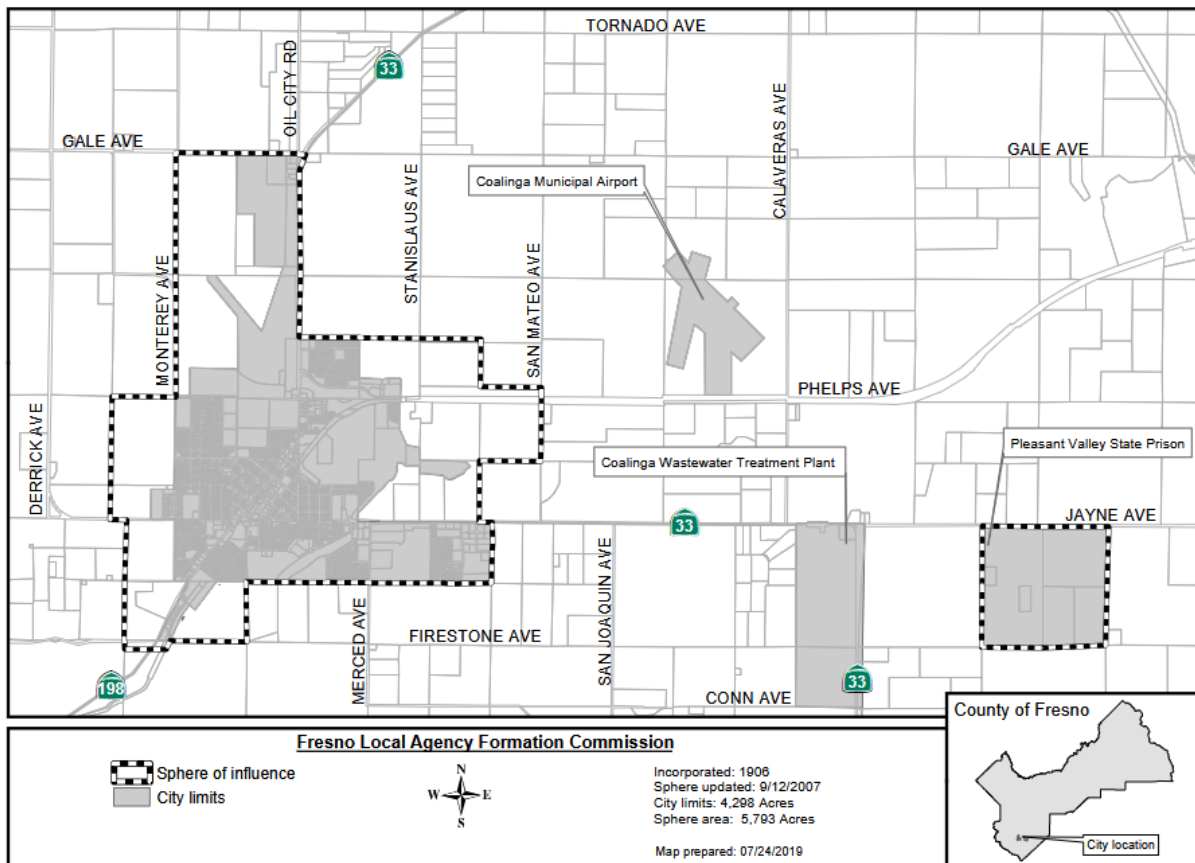 TORNADO AVE
33
OIL CITY RD
GALE AVE
GALE AVE
CALAVERAS AVE
Coalinga Municipal Airport
STANISLAUS AVE
SAN MATEO AVE
MONTEREY AVE
PHELPS AVE
DERRICK AVE
Pleasant Valley State Prison
Coalinga Wastewater Treatment Plant
33
JAYNE AVE
SAN JOAQUIN AVE
MERCED AVE
FIRESTONE AVE
198
33
CONN AVE
County of Fresno
City location
Fresno Local Agency Formation Commission
Sphere of influence
City limits
N
W E
S
Incorporated: 1906
Sphere updated: 9/12/2007
City limits: 4,298 Acres
Sphere area: 5,793 Acres
Map prepared: 07/24/2019